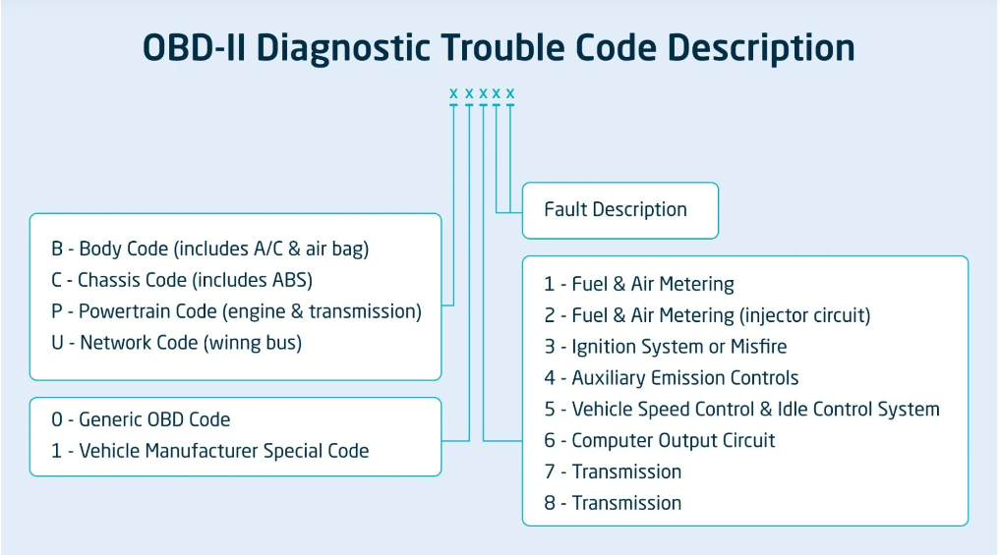 OBD-II Diagnostic Trouble Code Description
x x x x x
Fault Description
B - Body Code (includes A/C & air bag)
C - Chassis Code (includes ABS)
P - Powertrain Code (engine & transmission)
U - Network Code (winng bus)
0 - Generic OBD Code
1 - Vehicle Manufacturer Special Code
1 - Fuel & Air Metering
2 - Fuel & Air Metering (injector circuit)
3 - Ignition System or Misfire
4 - Auxiliary Emission Controls
5 - Vehicle Speed Control & Idle Control System
6 - Computer Output Circuit
7 - Transmission
8 - Transmission